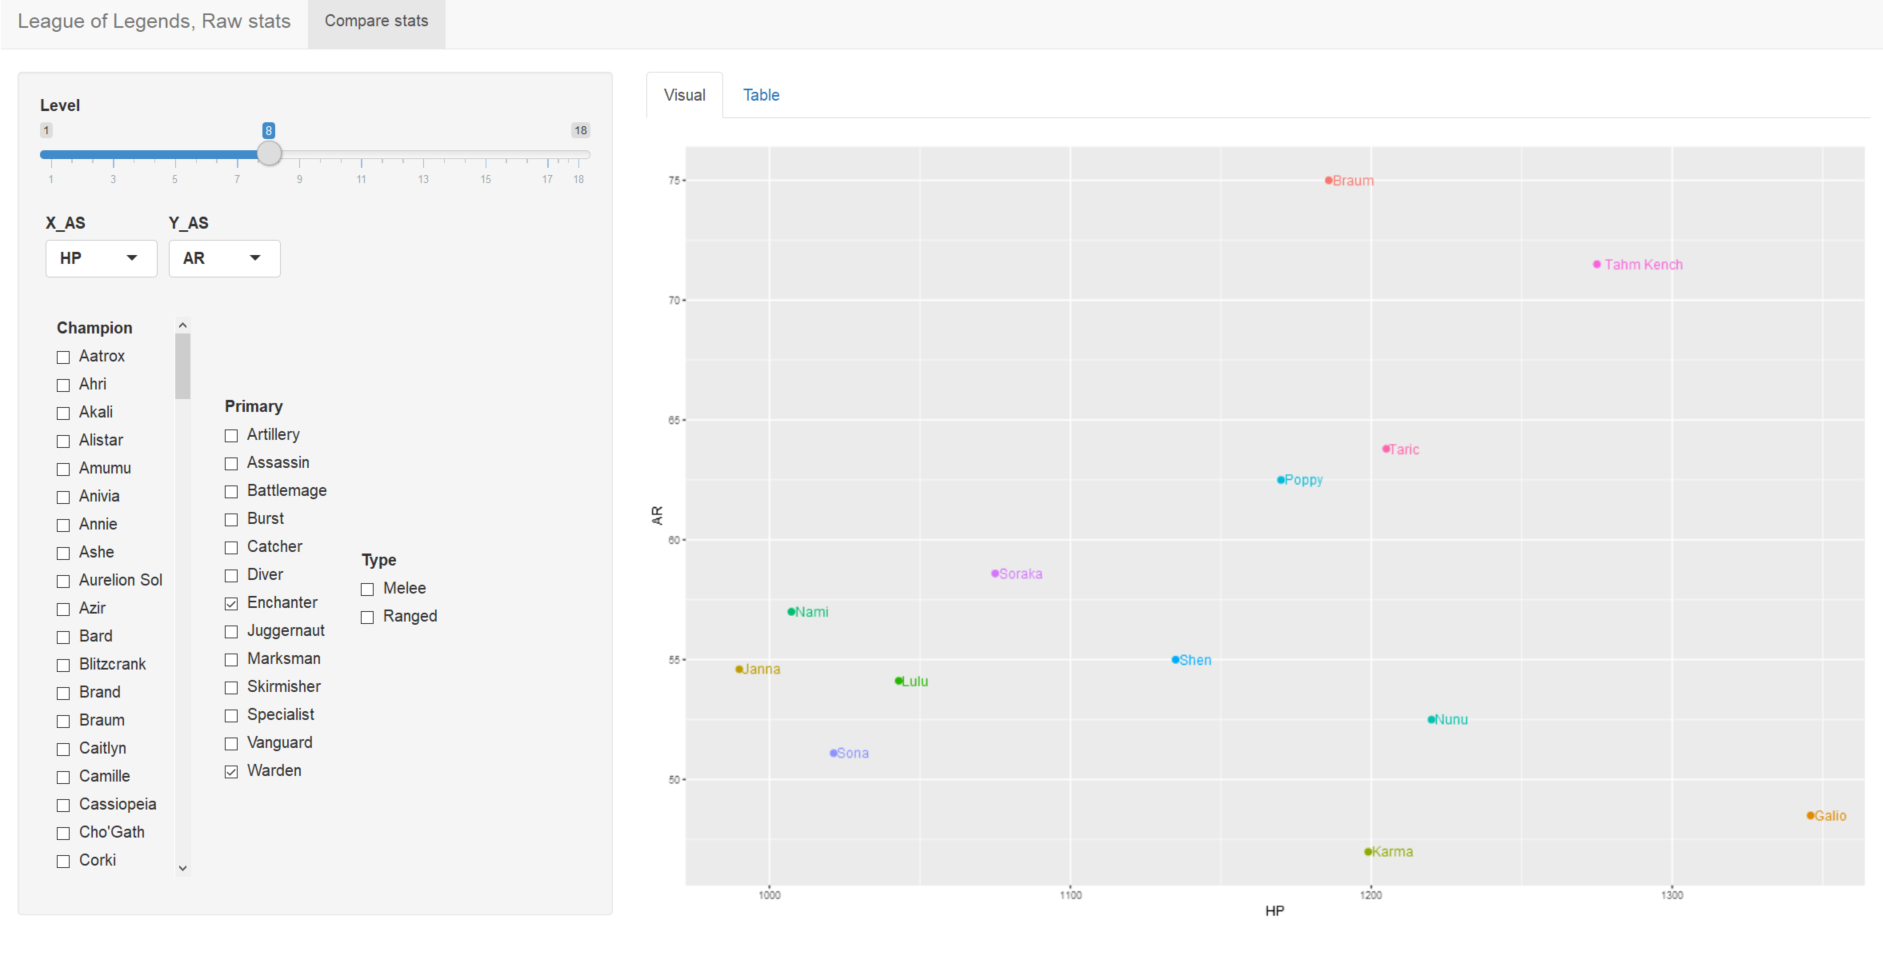 League of Legends, Raw stats
Compare stats
Level
1
8
18
1 3 5 7 9 11 13 15 17 18
X_AS
Y_AS
HP
AR
Champion
Aatrox
Ahri
Akali
Alistar
Amumu
Anivia
Annie
Ashe
Aurelion Sol
Azir
Bard
Blitzcrank
Brand
Braum
Caitlyn
Camille
Cassiopeia
Cho'Gath
Corki
Primary
Artillery
Assassin
Battlemage
Burst
Catcher
Diver
Enchanter
Juggernaut
Marksman
Skirmisher
Specialist
Vanguard
Warden
Type
Melee
Ranged
Visual
Table
75
70
65
60
55
50
AR
Braum
Tahm Kench
Taric
Poppy
Soraka
Nami
Shen
Janna
Lulu
Nunu
Sona
Galio
Karma
1000 1100 1200 1300
HP